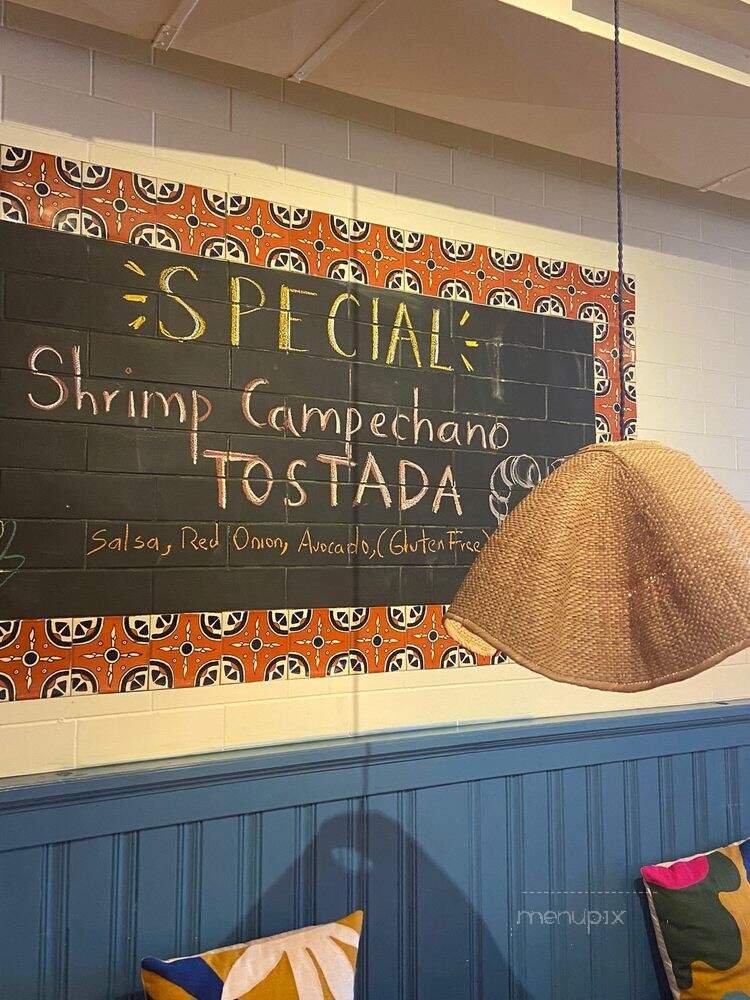 SPECIAL
Shrimp Campechano
TOSTADA
Salsa, Red Onion, Avocado, (Gluten Free)
menupix